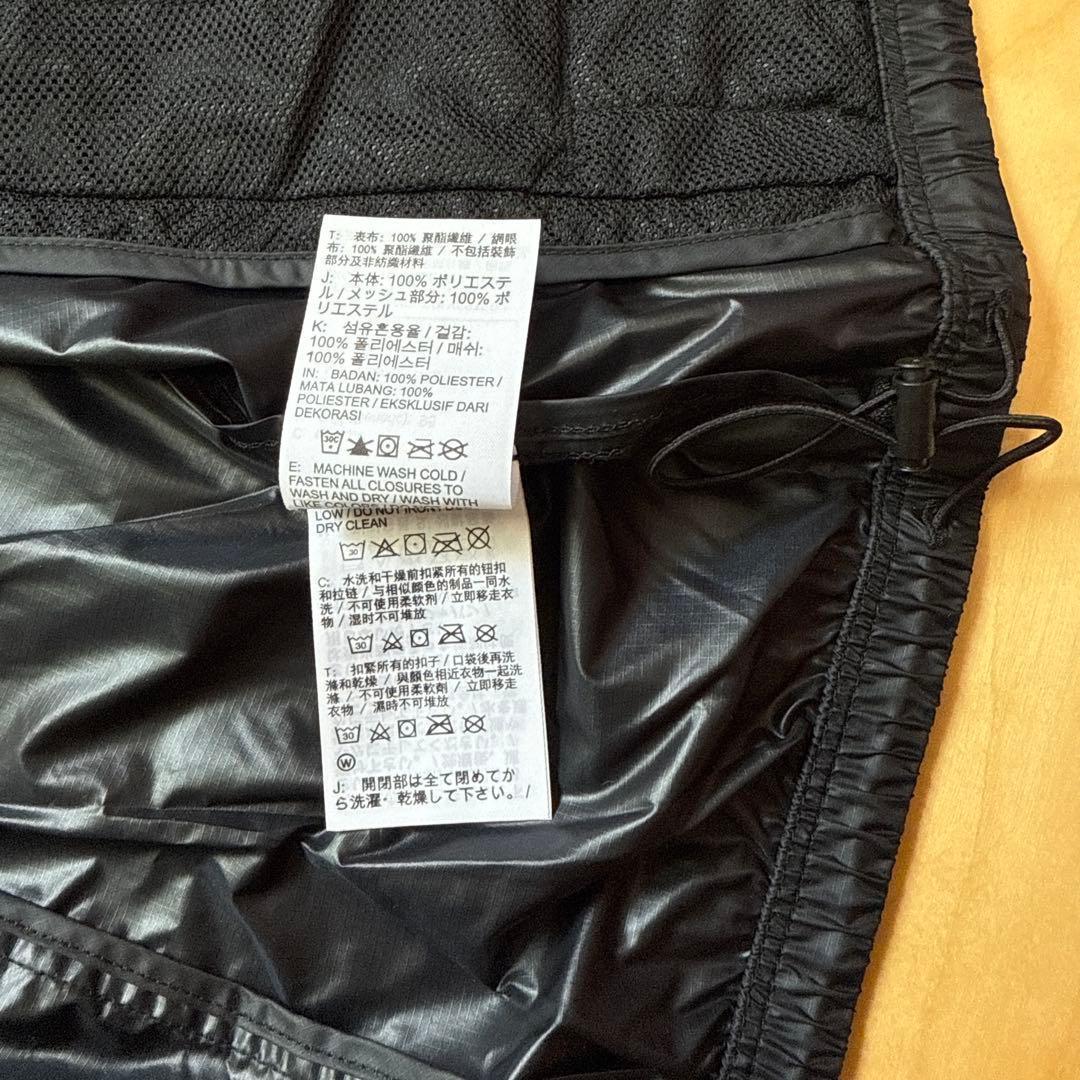 T: 表布: 100% 聚酯纖維 / 網眼
布: 100% 聚酯纖維 / 不包括裝飾
部分及非紡織材料
J: 本体: 100% ポリエステ
ル / メッシュ部分: 100% ポ
リエステル
K: 섬유혼용율 / 겉감:
100% 폴리에스터 / 매쉬:
100% 폴리에스터
IN: BADAN: 100% POLIESTER /
MATA LUBANG: 100%
POLIESTER / EKSKLUSIF DARI
DEKORASI
30C
E: MACHINE WASH COLD /
FASTEN ALL CLOSURES TO
WASH AND DRY / WASH WITH
LIKE COLORS
LOW / DO NOT IRON
DRY CLEAN
30
C: 水洗和干燥前扣紧所有的钮扣
和拉链 / 与相似颜色的制品一同水
洗 / 不可使用柔软剂 / 立即移走衣
物 / 湿时不可堆放
30
T: 扣緊所有的扣子 / 口袋後再洗
滌和乾燥 / 與顏色相近衣物一起洗
滌 / 不可使用柔軟劑 / 立即移走
衣物 / 濕時不可堆放
30
W
J: 開閉部は全て閉めてか
ら洗濯・乾燥して下さい。 /